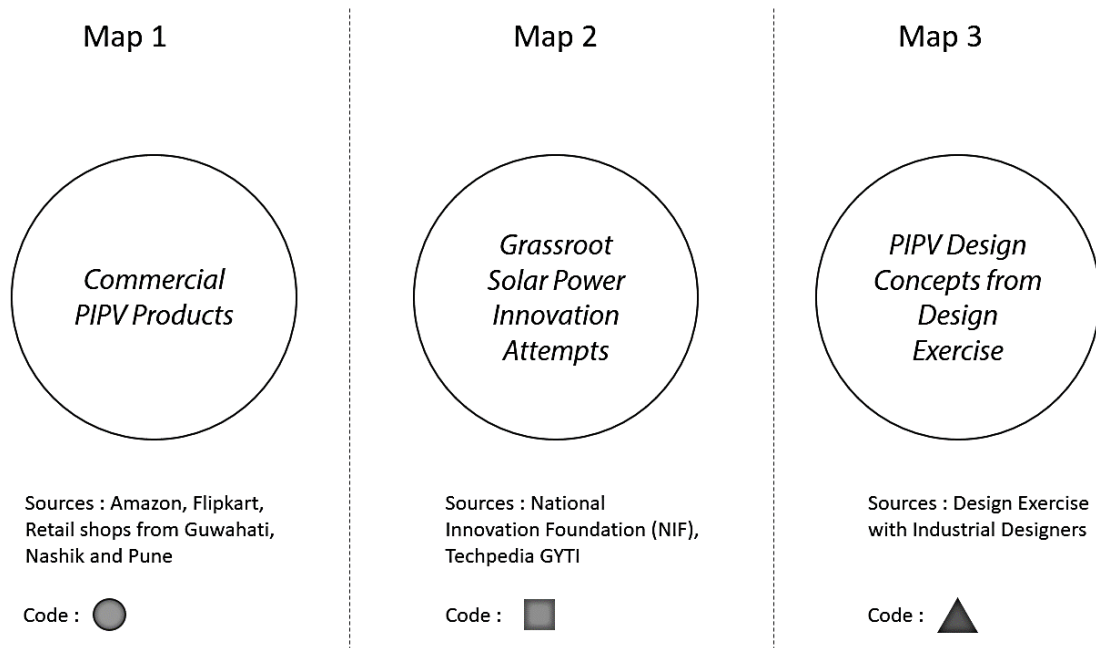 Map 1
Commercial
PIPV Products
Sources : Amazon, Flipkart,
Retail shops from Guwahati,
Nashik and Pune
Code :
Map 2
Grassroot
Solar Power
Innovation
Attempts
Sources : National
Innovation Foundation (NIF),
Techpedia GYTI
Code :
Map 3
PIPV Design
Concepts from
Design
Exercise
Sources : Design Exercise
with Industrial Designers
Code :